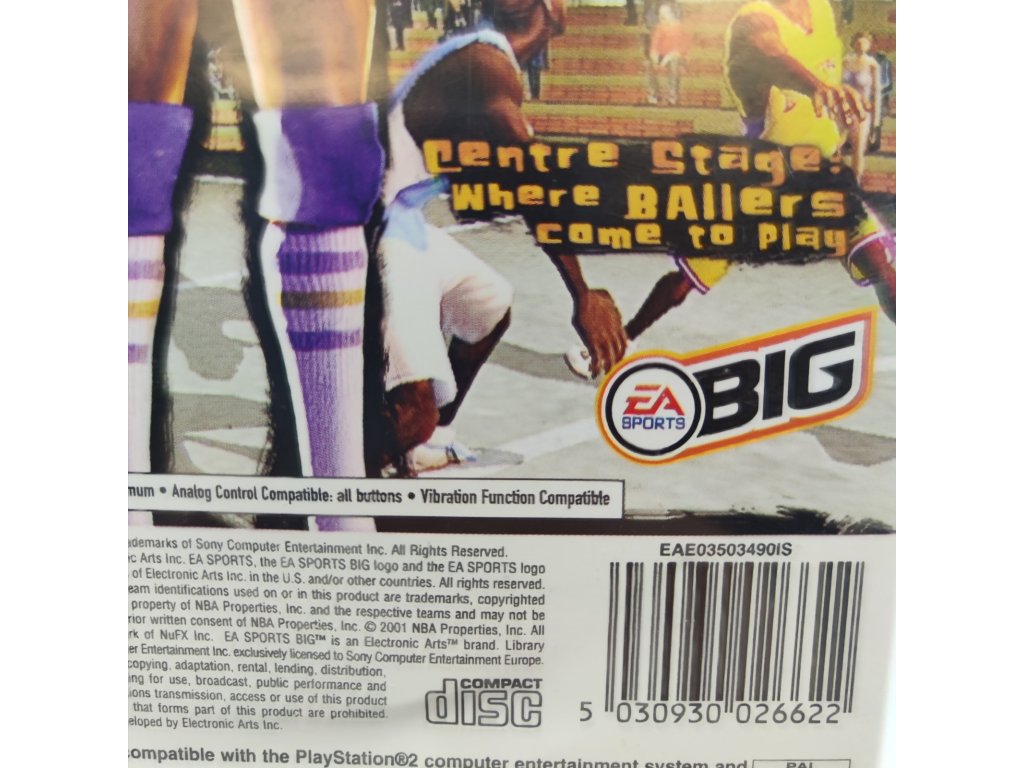 Centre Stage:
Where BAllers
come to play
EA
SPORTS
BIG
mum • Analog Control Compatible: all buttons • Vibration Function Compatible
ademarks of Sony Computer Entertainment Inc. All Rights Reserved.
ic Arts Inc. EA SPORTS, the EA SPORTS BIG logo and the EA SPORTS logo
of Electronic Arts Inc. in the U.S. and/or other countries. All rights reserved.
eam identifications used on or in this product are trademarks, copyrighted
property of NBA Properties, Inc. and the respective teams and may not be
rior written consent of NBA Properties, Inc. © 2001 NBA Properties, Inc. All
rk of NuFX Inc. EA SPORTS BIG™ is an Electronic Arts™ brand. Library
er Entertainment Inc. exclusively licensed to Sony Computer Entertainment Europe.
copying, adaptation, rental, lending, distribution,
ng for use, broadcast, public performance and
ions transmission, access or use of this product
that forms part of this product are prohibited.
eloped by Electronic Arts Inc.
COMPACT
disc
EAE03503490IS
5 030930 026622
ompatible with the PlayStation®2 computer entertainment system and
PAL